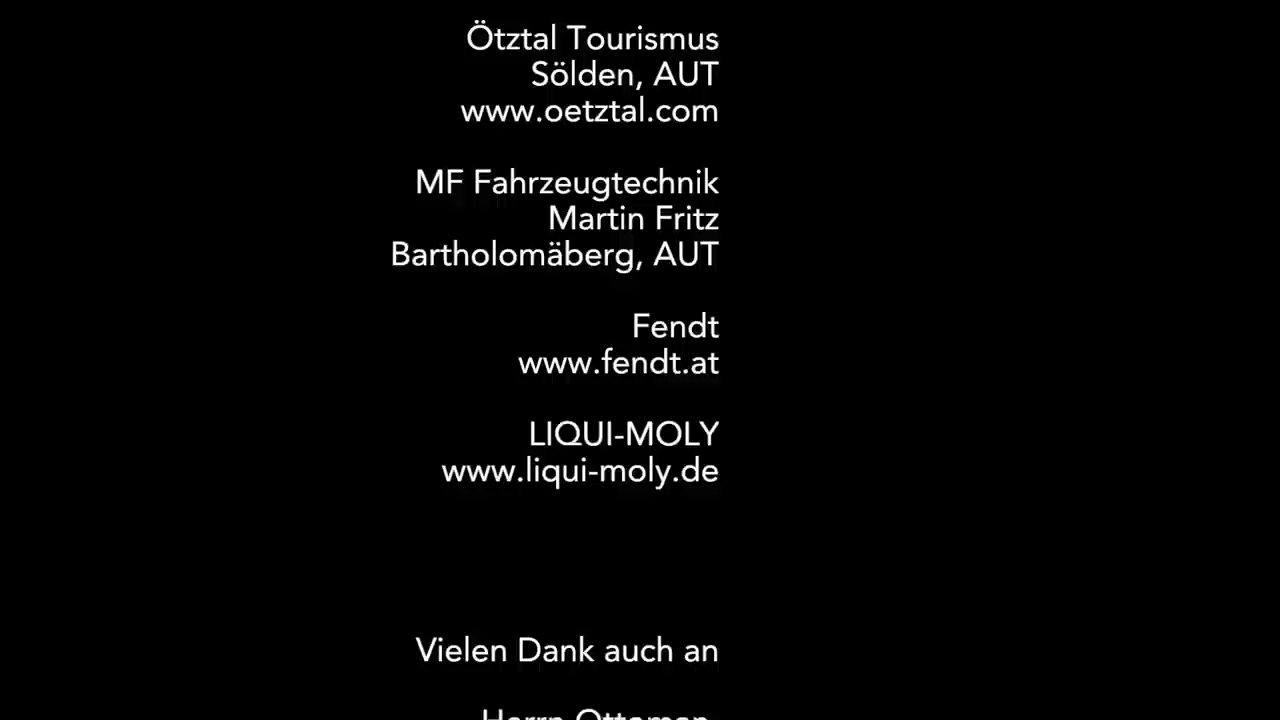 Ötztal Tourismus
Sölden, AUT
www.oetztal.com
MF Fahrzeugtechnik
Martin Fritz
Bartholomäberg, AUT
Fendt
www.fendt.at
LIQUI-MOLY
www.liqui-moly.de
Vielen Dank auch an
Herrn